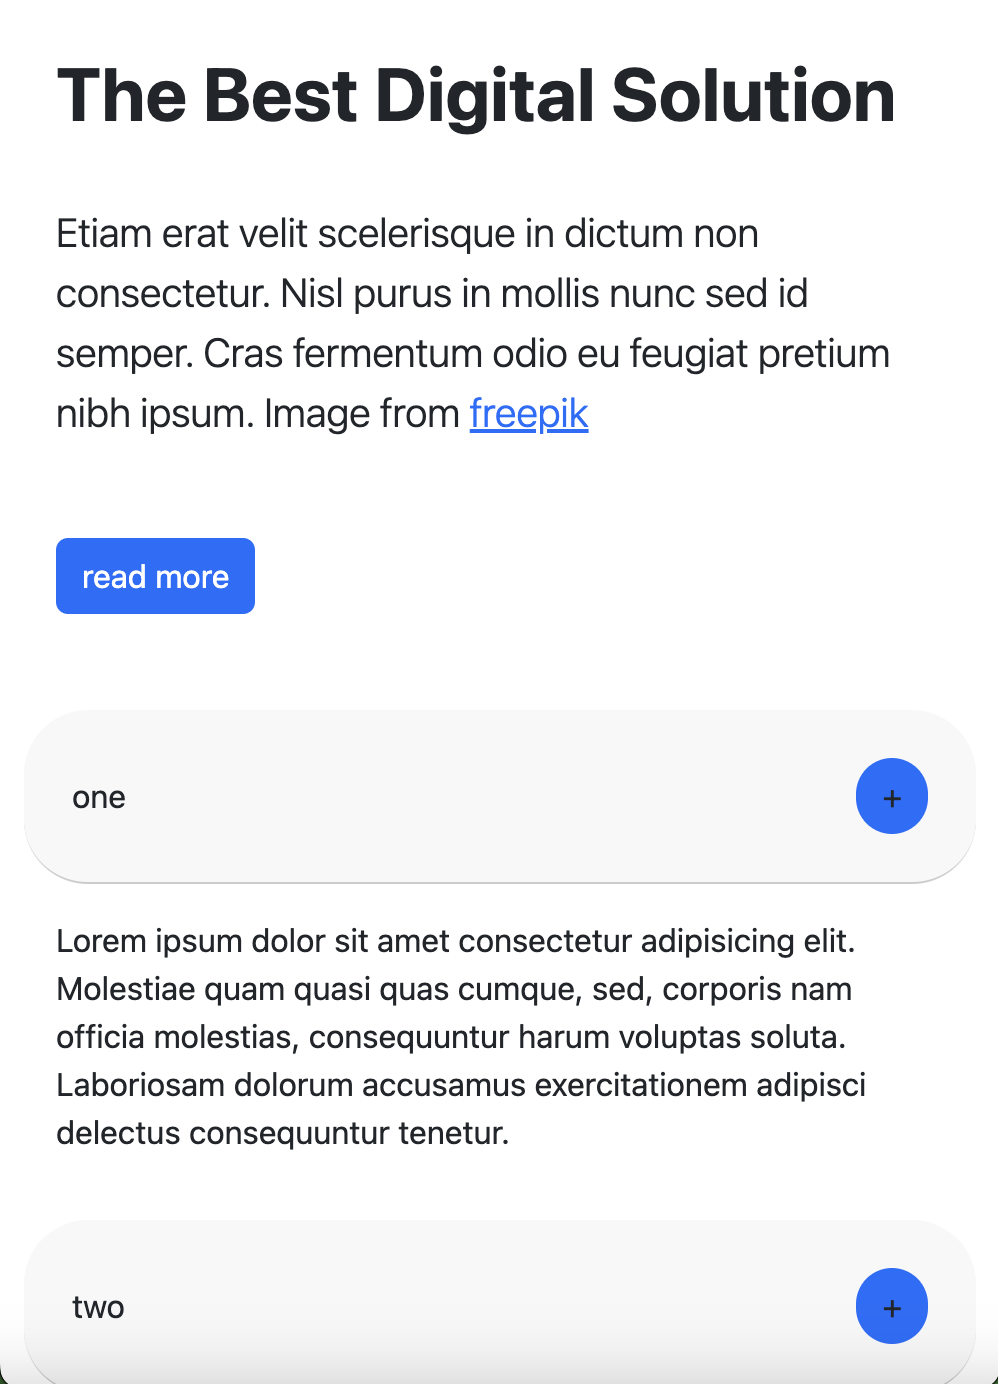 The Best Digital Solution
Etiam erat velit scelerisque in dictum non
consectetur. Nisl purus in mollis nunc sed id
semper. Cras fermentum odio eu feugiat pretium
nibh ipsum. Image from freepik
read more
one +
Lorem ipsum dolor sit amet consectetur adipisicing elit.
Molestiae quam quasi quas cumque, sed, corporis nam
officia molestias, consequuntur harum voluptas soluta.
Laboriosam dolorum accusamus exercitationem adipisci
delectus consequuntur tenetur.
two +